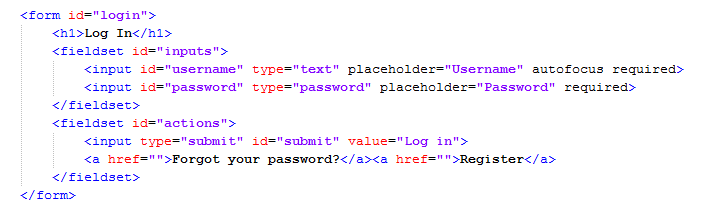 <form id="login">
<h1>Log In</h1>
<fieldset id="inputs">
<input id="username" type="text" placeholder="Username" autofocus required>
<input id="password" type="password" placeholder="Password" required>
</fieldset>
<fieldset id="actions">
<input type="submit" id="submit" value="Log in">
<a href="">Forgot your password?</a><a href="">Register</a>
</fieldset>
</form>